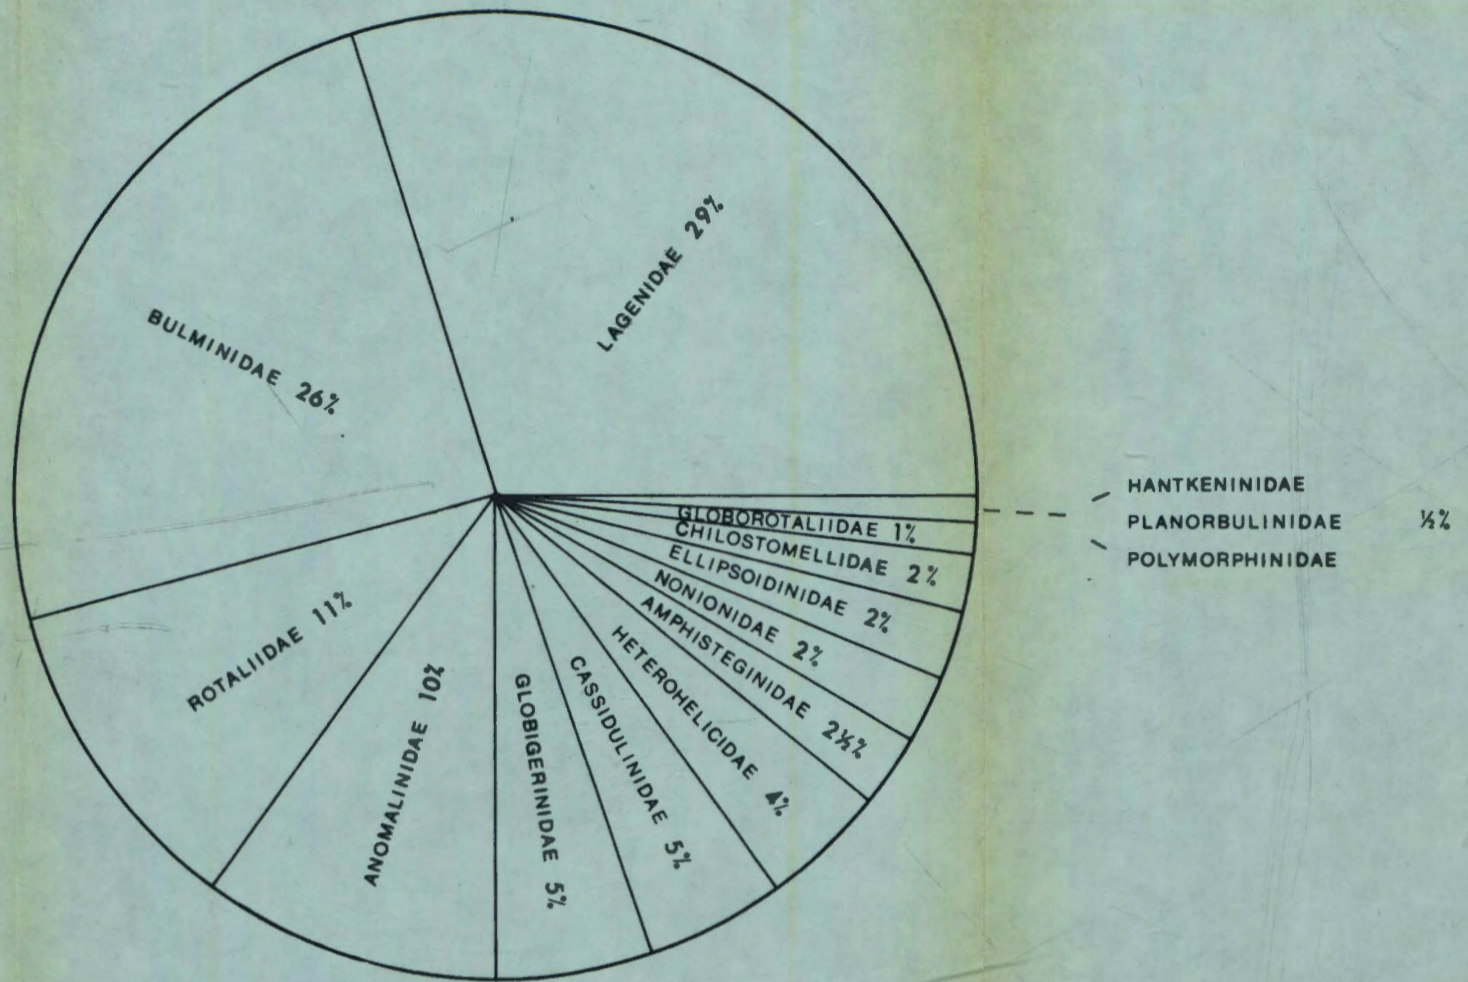 LAGENIDAE 29%
BULMINIDAE 26%
ROTALIIDAE 11%
ANOMALINIDAE 10%
GLOBIGERINIDAE 5%
CASSIDULINIDAE 5%
HETEROHELICIDAE 4%
AMPHISTEGINIDAE 2½%
NONIONIDAE 2%
ELLIPSOIDINIDAE 2%
CHILOSTOMELLIDAE 2%
GLOBOROTALIIDAE 1%
HANTKENINIDAE
PLANORBULINIDAE ½%
POLYMORPHINIDAE